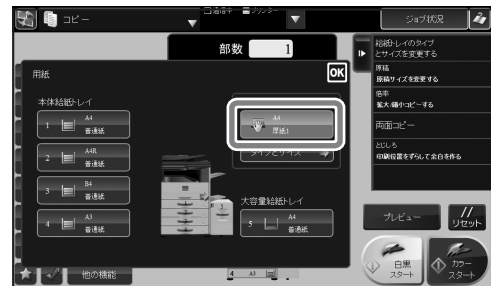 コピー
ジョブ状況
部数 1
給紙トレイのタイプ
とサイズを変更する
原稿
原稿サイズを変更する
倍率
拡大/縮小コピーする
両面コピー
とじしろ
印刷位置をずらして余白を作る
用紙
OK
本体給紙トレイ
1 A4
普通紙
2 A4R
普通紙
3 B4
普通紙
4 A3
普通紙
A4
厚紙1
タイプとサイズ
大容量給紙トレイ
5 A4
普通紙
プレビュー
リセット
白黒
スタート
カラー
スタート
他の機能
4 A3